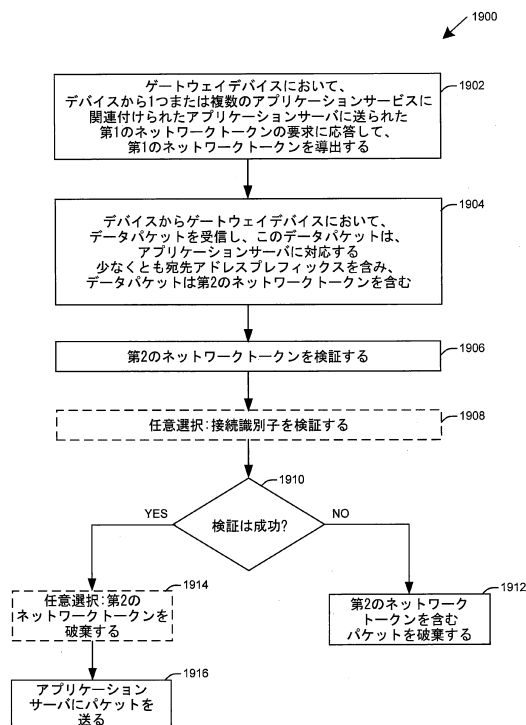 1900
ゲートウェイデバイスにおいて、
デバイスから1つまたは複数のアプリケーションサービスに
関連付けられたアプリケーションサーバに送られた
第1のネットワークトークンの要求に応答して、
第1のネットワークトークンを導出する
1902
デバイスからゲートウェイデバイスにおいて、
データパケットを受信し、このデータパケットは、
アプリケーションサーバに対応する
少なくとも宛先アドレスプレフィックスを含み、
データパケットは第2のネットワークトークンを含む
1904
第2のネットワークトークンを検証する
1906
任意選択:接続識別子を検証する
1908
1910
検証は成功?
YES
NO
任意選択:第2の
ネットワークトークンを
破棄する
1914
第2のネットワーク
トークンを含む
パケットを破棄する
1912
アプリケーション
サーバにパケットを
送る
1916